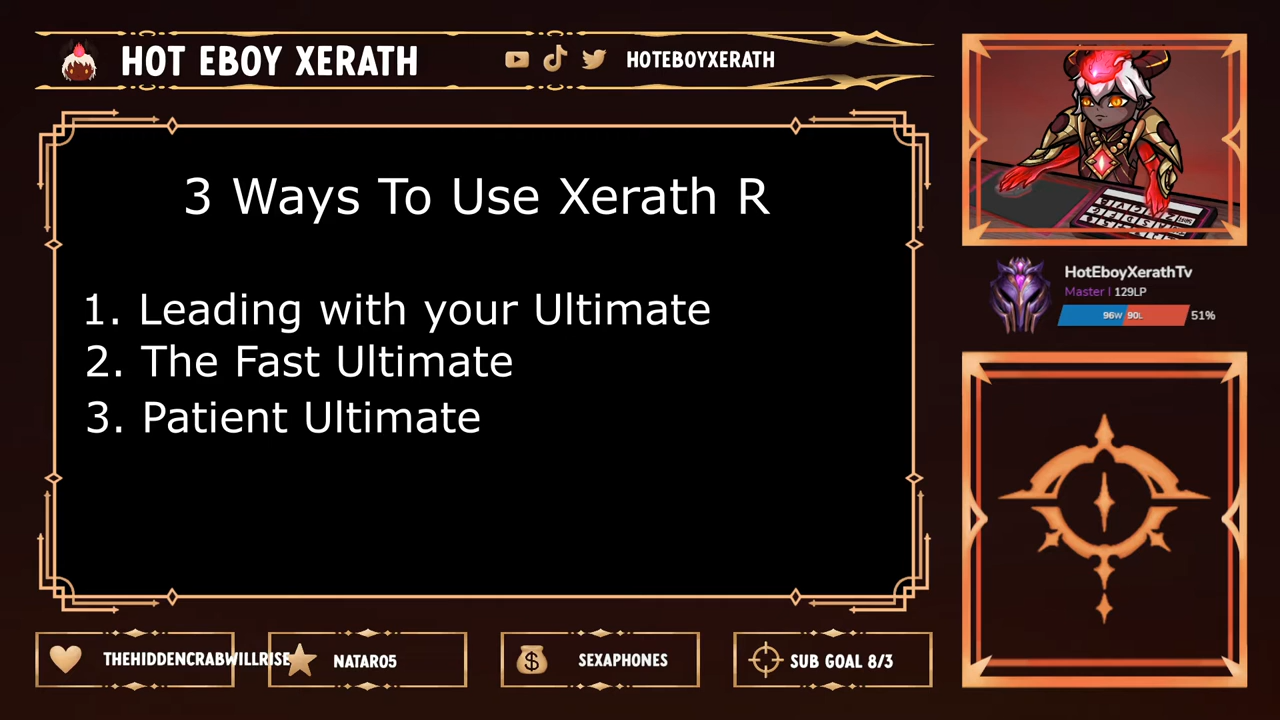 HOT EBOY XERATH
HOTEBOYXERATH
3 Ways To Use Xerath R
1. Leading with your Ultimate
2. The Fast Ultimate
3. Patient Ultimate
HotEboyXerathTv
Master I 129LP
96W 90L 51%
THEHIDDENCRABWILLRISE
NATARO5
SEXAPHONES
SUB GOAL 8/3